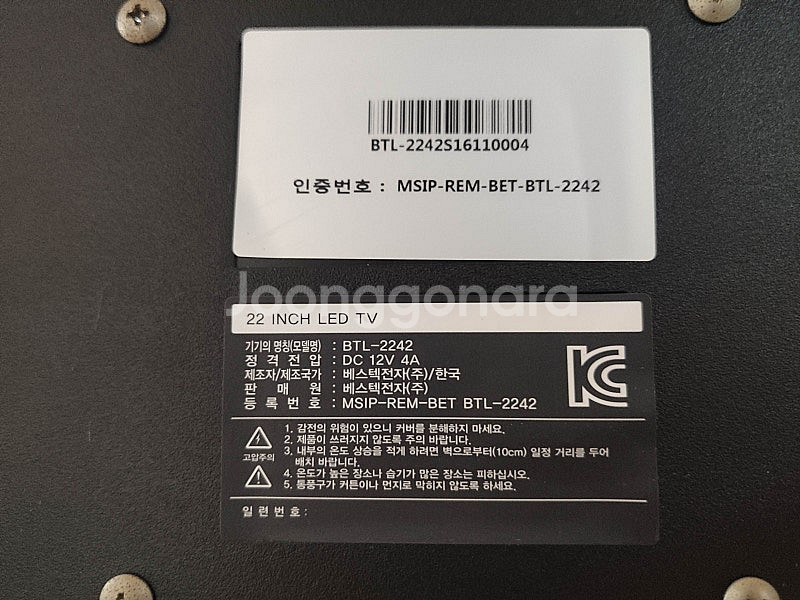 BTL-2242S16110004
인증번호 : MSIP-REM-BET-BTL-2242
Joonggonara
22 INCH LED TV
기기의 명칭(모델명) : BTL-2242
정 격 전 압 : DC 12V 4A
제조자/제조국가 : 베스텍전자(주)/한국
판 매 원 : 베스텍전자(주)
등 록 번 호 : MSIP-REM-BET BTL-2242
고압주의
1. 감전의 위험이 있으니 커버를 분해하지 마세요.
2. 제품이 쓰러지지 않도록 주의 바랍니다.
3. 내부의 온도 상승을 적게 하려면 벽으로부터(10cm) 일정 거리를 두어
배치 바랍니다.
4. 온도가 높은 장소나 습기가 많은 장소는 피하십시오.
5. 통풍구가 커튼이나 먼지로 막히지 않도록 하세요.
일 련 번 호 :